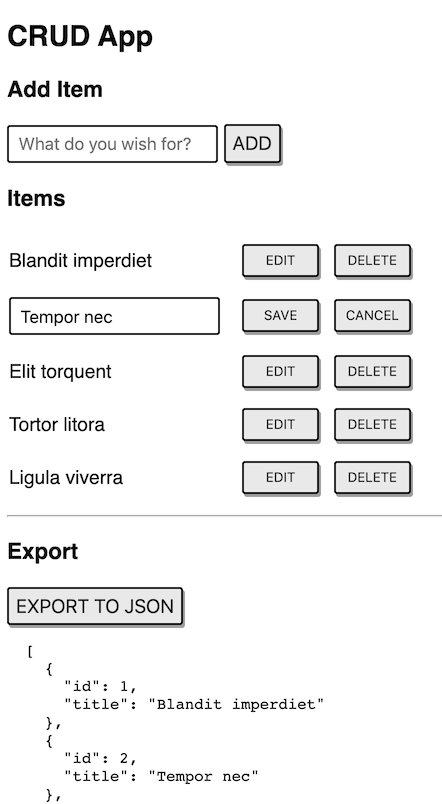 CRUD App
Add Item
What do you wish for? ADD
Items
Blandit imperdiet EDIT DELETE
Tempor nec SAVE CANCEL
Elit torquent EDIT DELETE
Tortor litora EDIT DELETE
Ligula viverra EDIT DELETE
Export
EXPORT TO JSON
[
{
"id": 1,
"title": "Blandit imperdiet"
},
{
"id": 2,
"title": "Tempor nec"
},